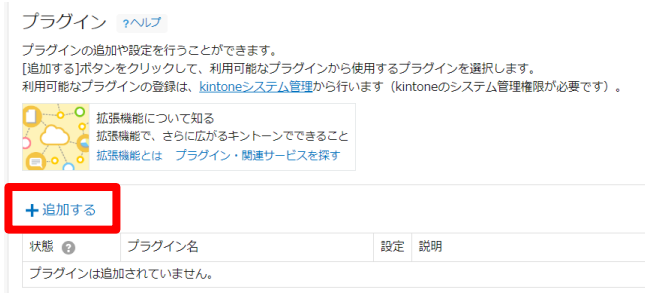 プラグイン ?ヘルプ
プラグインの追加や設定を行うことができます。
[追加する]ボタンをクリックして、利用可能なプラグインから使用するプラグインを選択します。
利用可能なプラグインの登録は、kintoneシステム管理から行います（kintoneのシステム管理権限が必要です）。
拡張機能について知る
拡張機能で、さらに広がるキントーンでできること
拡張機能とは プラグイン・関連サービスを探す
+追加する
状態 ? プラグイン名 設定 説明
プラグインは追加されていません。